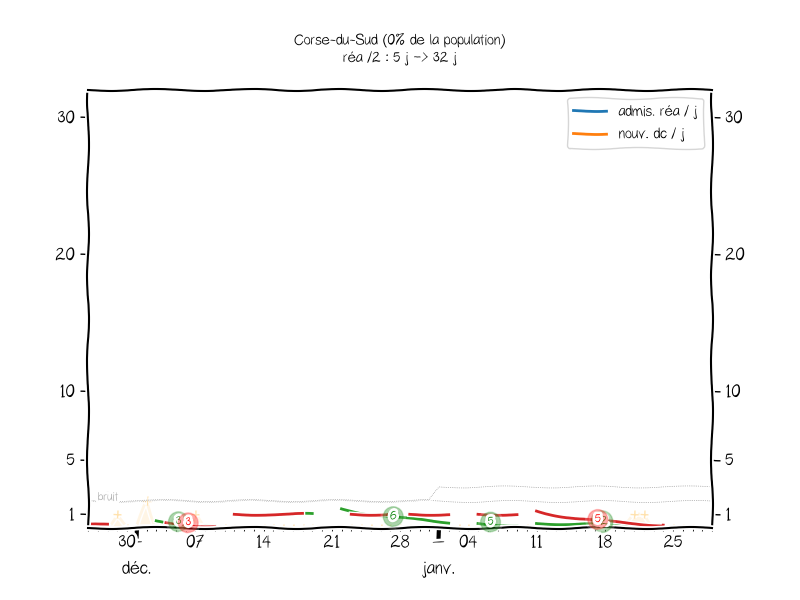 Corse-du-Sud (0% de la population)
réa /2 : 5 j -> 32 j
admis. réa / j
nouv. dc / j
30 30
20 20
10 10
5 5
bruit
1 3 3 6 5 5 1
30 07 14 21 28 04 11 18 25
déc. janv.